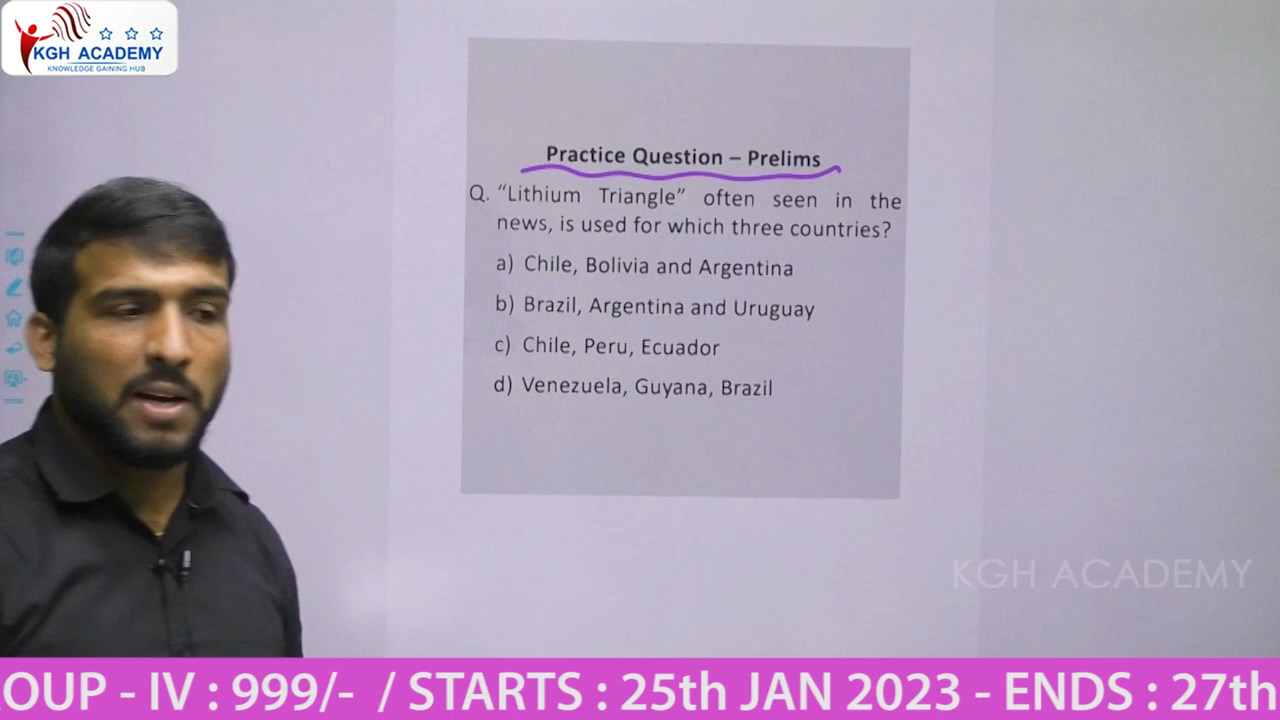 KGH ACADEMY
KNOWLEDGE GAINING HUB
Practice Question – Prelims
Q. “Lithium Triangle” often seen in the
news, is used for which three countries?
a) Chile, Bolivia and Argentina
b) Brazil, Argentina and Uruguay
c) Chile, Peru, Ecuador
d) Venezuela, Guyana, Brazil
KGH ACADEMY
OUP - IV : 999/- / STARTS : 25th JAN 2023 - ENDS : 27th